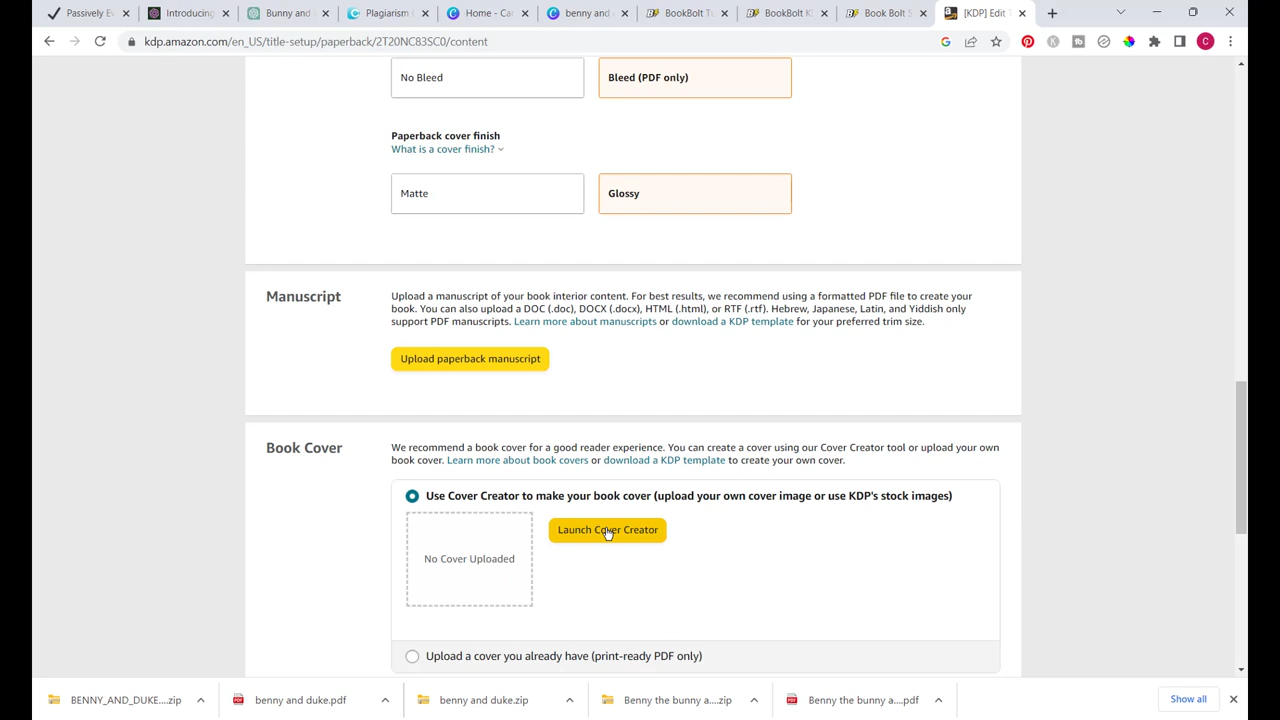 Passively E
Introducing
Bunny and
Plagiarism
Home - Ca
benny and
BookBolt T
BookBolt K
Book Bolt S
[KDP] Edit T
kdp.amazon.com/en_US/title-setup/paperback/2T20NC83SC0/content
No Bleed
Bleed (PDF only)
Paperback cover finish
What is a cover finish?
Matte
Glossy
Manuscript
Upload a manuscript of your book interior content. For best results, we recommend using a formatted PDF file to create your
book. You can also upload a DOC (.doc), DOCX (.docx), HTML (.html), or RTF (.rtf). Hebrew, Japanese, Latin, and Yiddish only
support PDF manuscripts. Learn more about manuscripts or download a KDP template for your preferred trim size.
Upload paperback manuscript
Book Cover
We recommend a book cover for a good reader experience. You can create a cover using our Cover Creator tool or upload your own
book cover. Learn more about book covers or download a KDP template to create your own cover.
Use Cover Creator to make your book cover (upload your own cover image or use KDP's stock images)
Launch Cover Creator
No Cover Uploaded
Upload a cover you already have (print-ready PDF only)
BENNY_AND_DUKE....zip
benny and duke.pdf
benny and duke.zip
Benny the bunny a....zip
Benny the bunny a....pdf
Show all